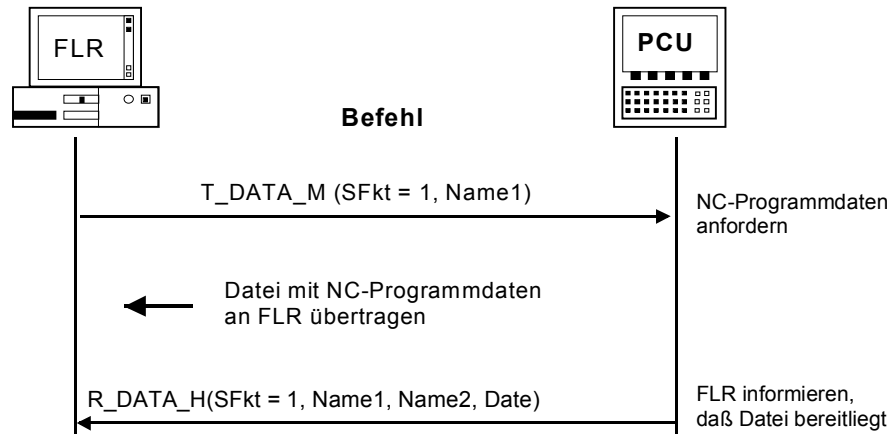 FLR
PCU
Befehl
T_DATA_M (SFkt = 1, Name1)
NC-Programmdaten
anfordern
Datei mit NC-Programmdaten
an FLR übertragen
R_DATA_H(SFkt = 1, Name1, Name2, Date)
FLR informieren,
daß Datei bereitliegt